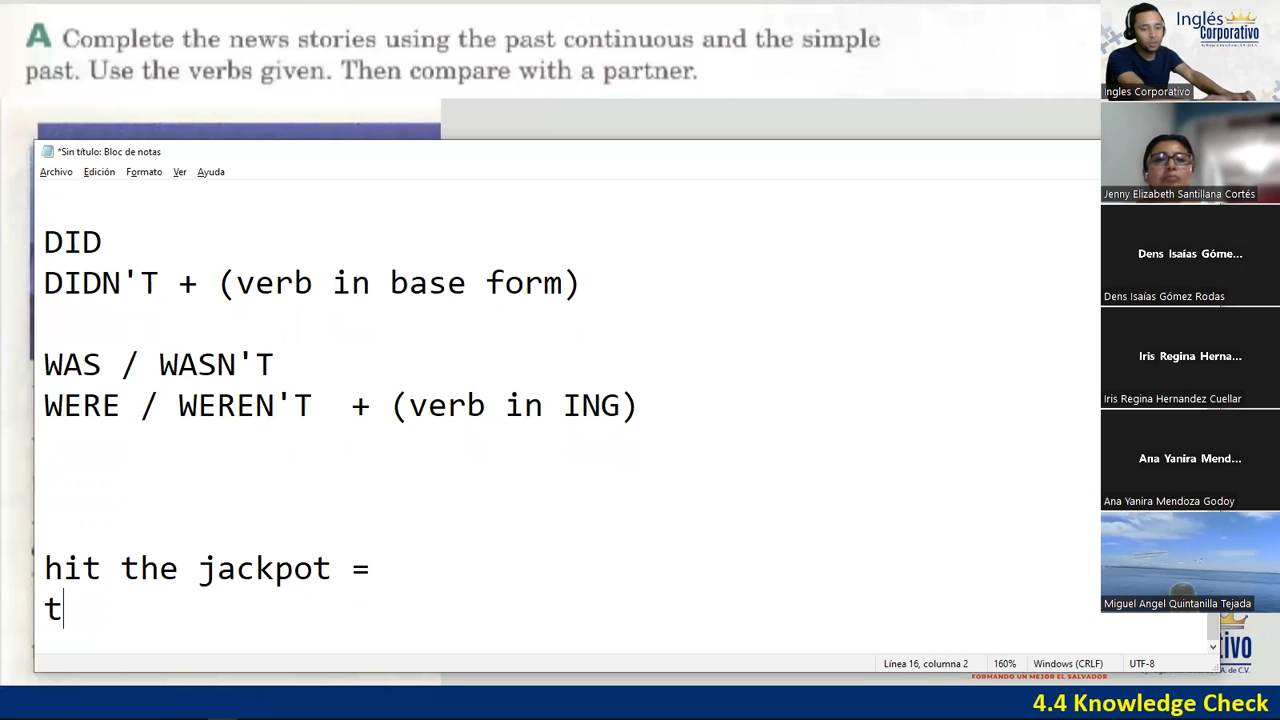 A Complete the news stories using the past continuous and the simple
past. Use the verbs given. Then compare with a partner.
*Sin título: Bloc de notas
Archivo Edición Formato Ver Ayuda
DID
DIDN'T + (verb in base form)
WAS / WASN'T
WERE / WEREN'T + (verb in ING)
hit the jackpot =
t
Línea 16, columna 2 160% Windows (CRLF) UTF-8
Inglés
Corporativo
Ingles Corporativo
Jenny Elizabeth Santillana Cortés
Dens Isaías Góme...
Dens Isaías Gómez Rodas
Iris Regina Herna...
Iris Regina Hernandez Cuellar
Ana Yanira Mend...
Ana Yanira Mendoza Godoy
Miguel Angel Quintanilla Tejada
FORMANDO UN MEJOR EL SALVADOR
4.4 Knowledge Check